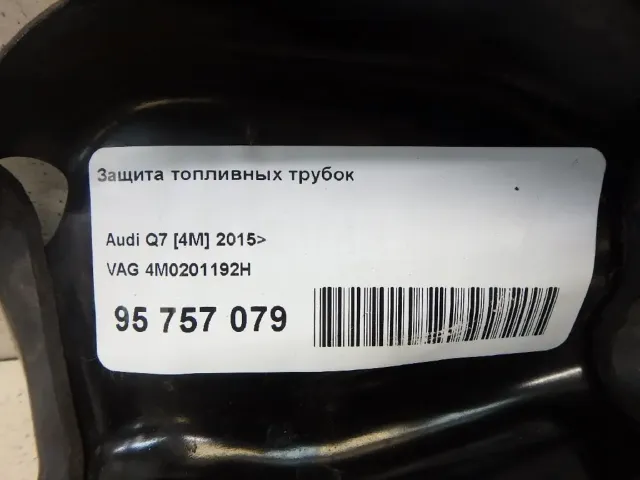 Защита топливных трубок
Audi Q7 [4M] 2015>
VAG 4M0201192H
95 757 079